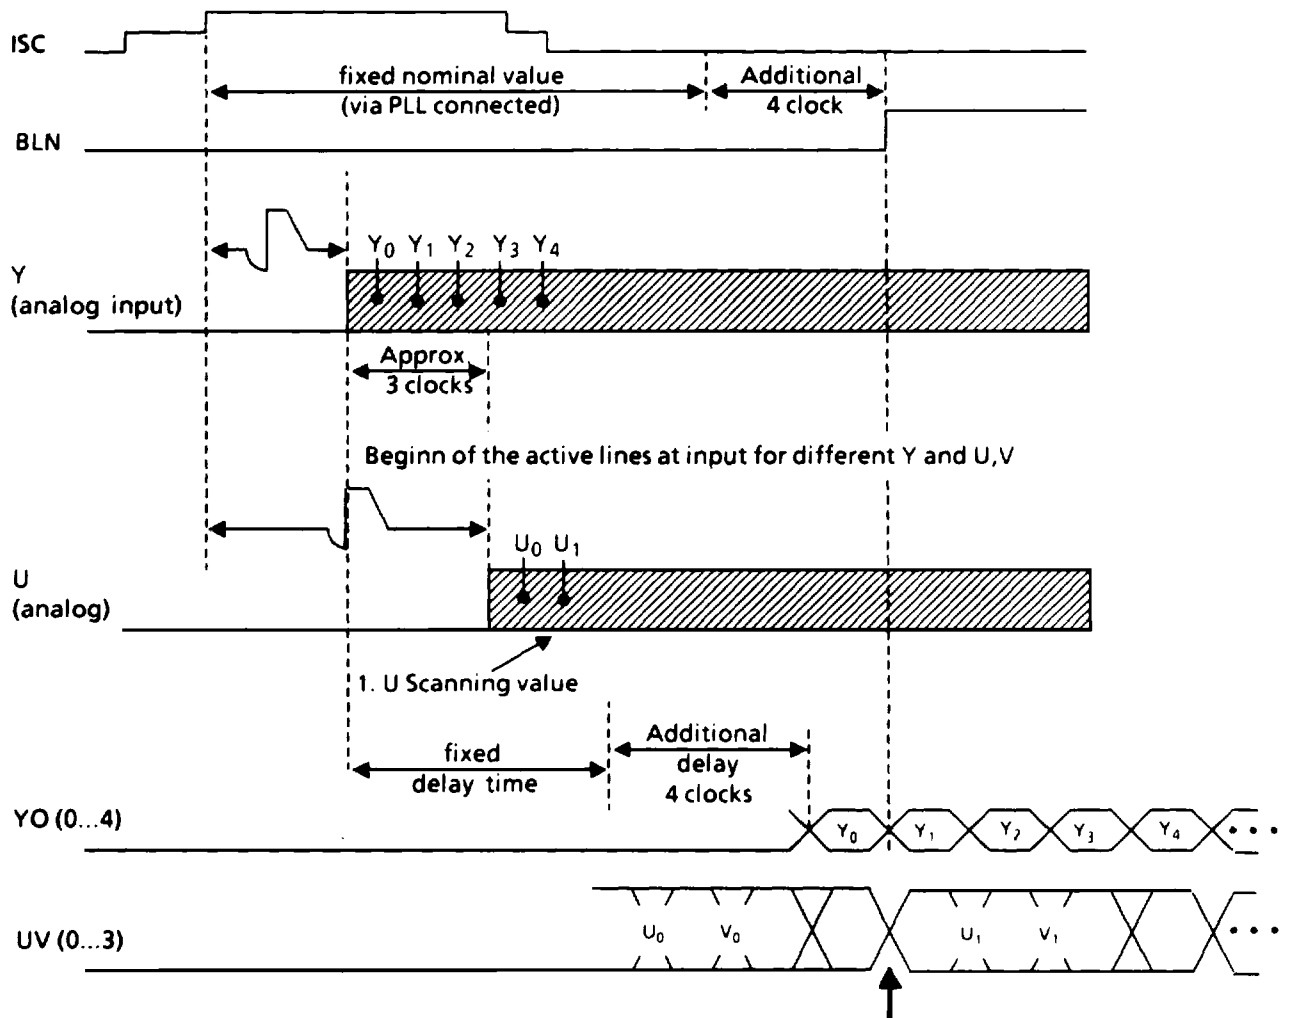 ISC
fixed nominal value
(via PLL connected)
Additional
4 clock
BLN
Y0 Y1 Y2 Y3 Y4
Y
(analog input)
Approx.
3 clocks
Beginn of the active lines at input for different Y and U,V
U0 U1
U
(analog)
1. U Scanning value
fixed
delay time
Additional
delay
4 clocks
YO (0...4)
Y0 Y1 Y2 Y3 Y4 • • •
UV (0...3)
U0 V0 U1 V1 • • •